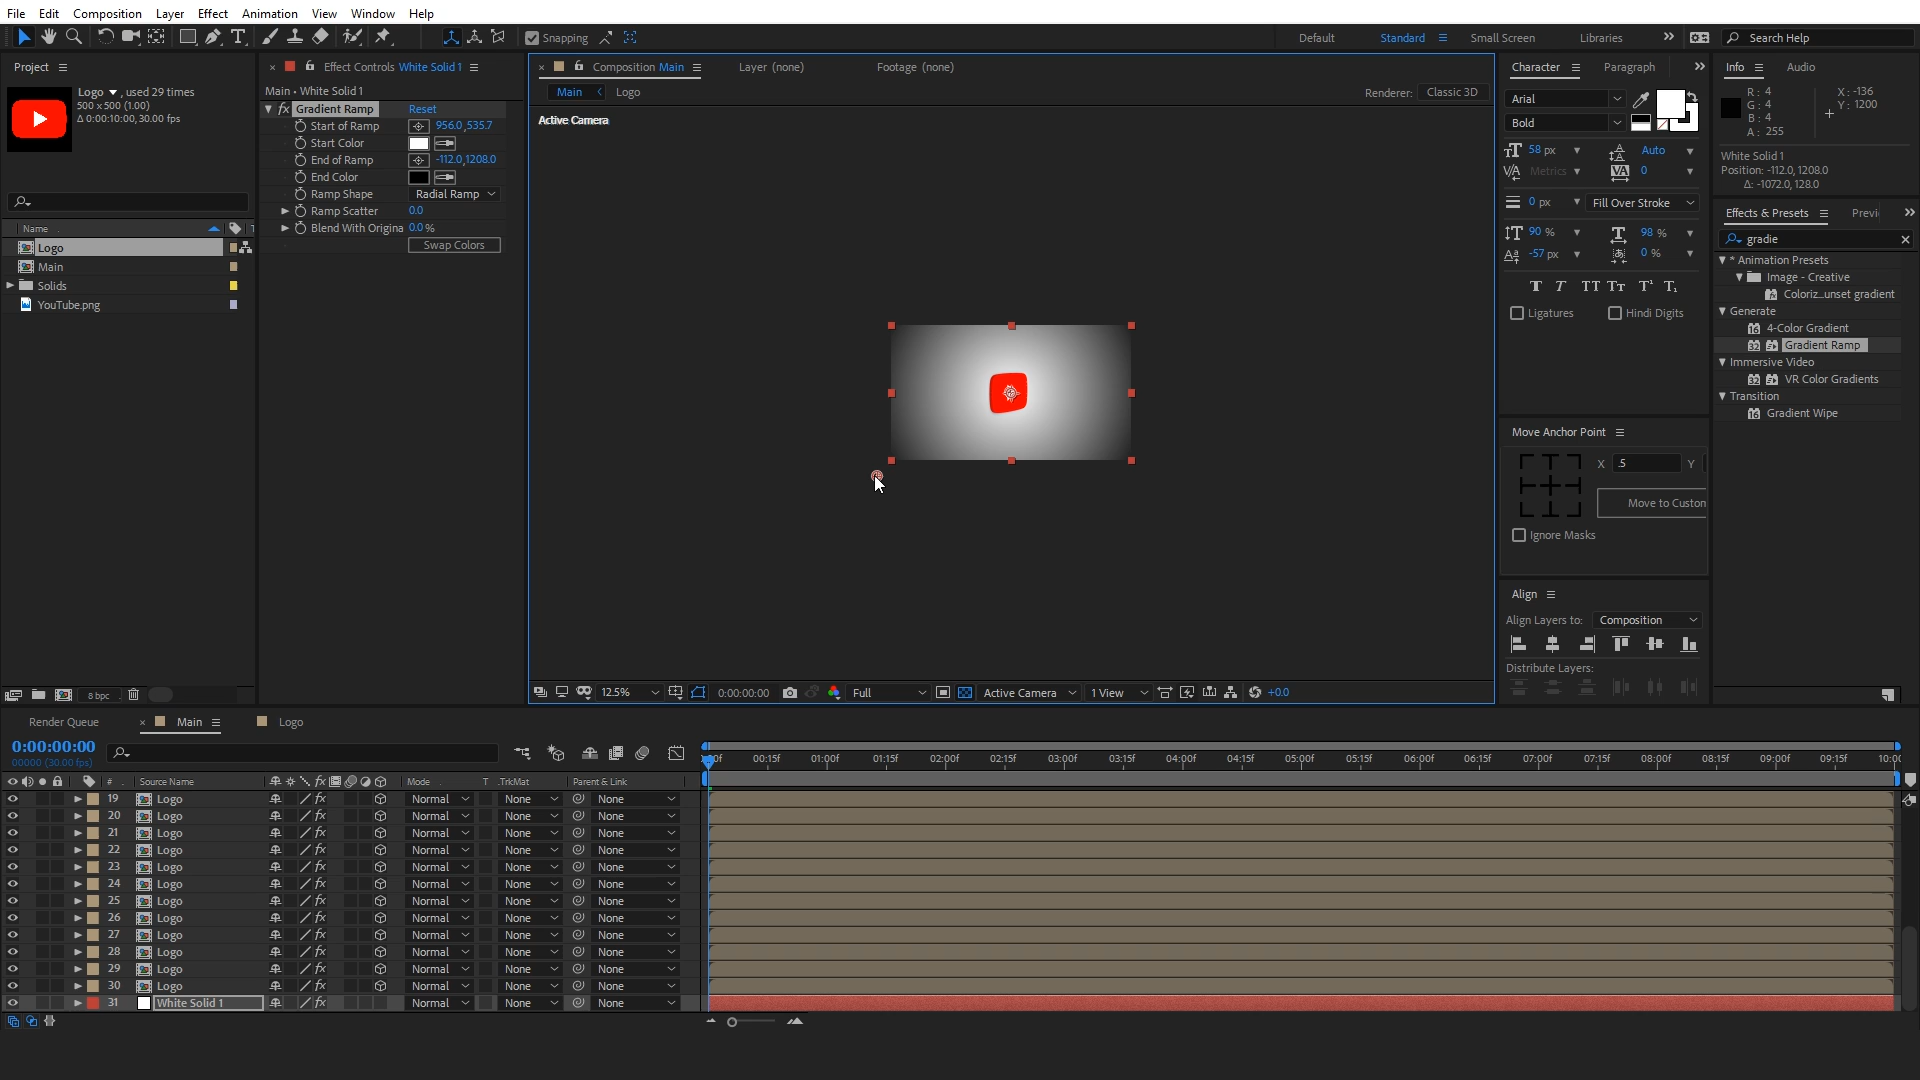 File Edit Composition Layer Effect Animation View Window Help
Snapping
Default Standard Small Screen Libraries
Search Help
Project
Logo , used 29 times
500 x 500 (1.00)
Δ 0:00:10:00, 30.00 fps
Name
Logo
Main
Solids
YouTube.png
8 bpc
Effect Controls White Solid 1
Main • White Solid 1
fx Gradient Ramp Reset
Start of Ramp 956.0,535.7
Start Color
End of Ramp -112.0,1208.0
End Color
Ramp Shape Radial Ramp
Ramp Scatter 0.0
Blend With Origina 0.0%
Swap Colors
Composition Main Layer (none) Footage (none)
Main Logo
Renderer: Classic 3D
Active Camera
12.5% 0:00:00:00 Full Active Camera 1 View +0.0
Character Paragraph
Arial
Bold
58 px Auto
Metrics 0
0 px Fill Over Stroke
90 % 98 %
-57 px 0 %
Ligatures Hindi Digits
Move Anchor Point
X .5 Y
Move to Custon
Ignore Masks
Align
Align Layers to: Composition
Distribute Layers:
Info Audio
R: 4
G: 4
B: 4
A: 255
X: -136
Y: 1200
White Solid 1
Position: -112.0, 1208.0
Δ: -1072.0, 128.0
Effects & Presets Previ
gradie
* Animation Presets
Image - Creative
Coloriz...unset gradient
Generate
4-Color Gradient
Gradient Ramp
Immersive Video
VR Color Gradients
Transition
Gradient Wipe
Render Queue Main Logo
0:00:00:00
00000 (30.00 fps)
# Source Name Mode T .TrkMat Parent & Link
00:15f 01:00f 01:15f 02:00f 02:15f 03:00f 03:15f 04:00f 04:15f 05:00f 05:15f 06:00f 06:15f 07:00f 07:15f 08:00f 08:15f 09:00f 09:15f 10:00
19 Logo Normal None None
20 Logo Normal None None
21 Logo Normal None None
22 Logo Normal None None
23 Logo Normal None None
24 Logo Normal None None
25 Logo Normal None None
26 Logo Normal None None
27 Logo Normal None None
28 Logo Normal None None
29 Logo Normal None None
30 Logo Normal None None
31 White Solid 1 Normal None None